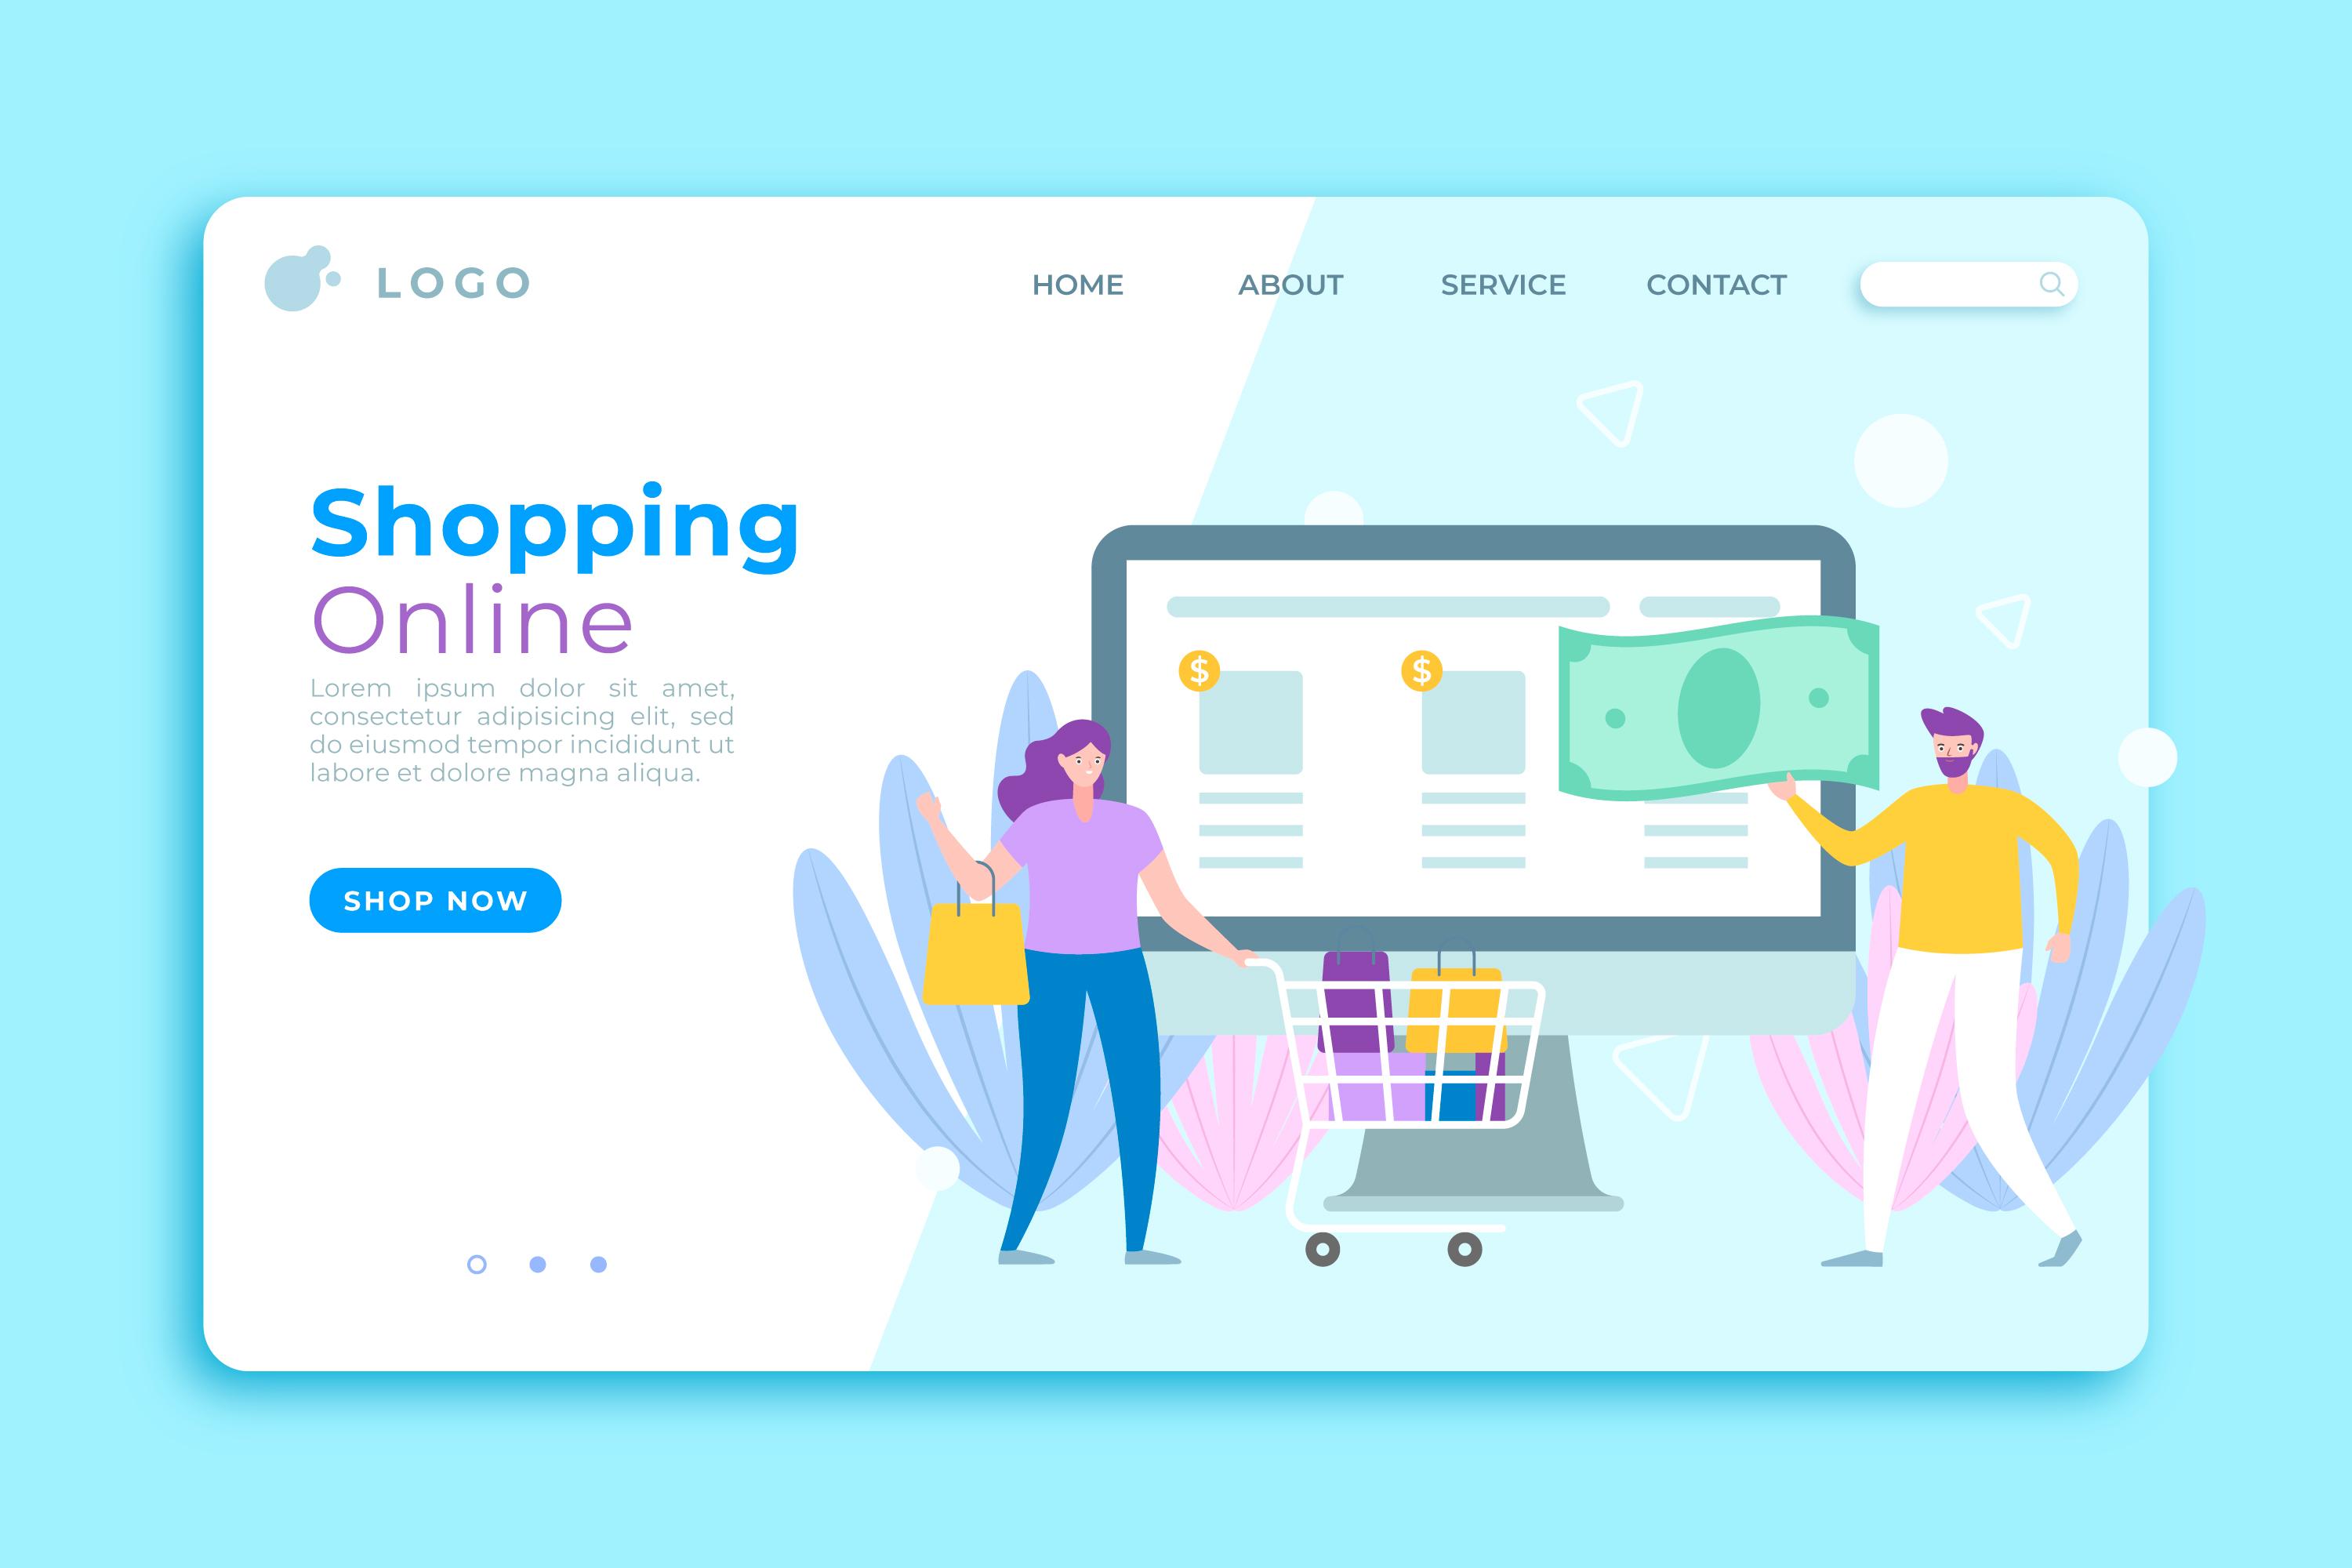 LOGO
HOME ABOUT SERVICE CONTACT
Shopping
Online
Lorem ipsum dolor sit amet,
consectetur adipisicing elit, sed
do eiusmod tempor incididunt ut
labore et dolore magna aliqua.
SHOP NOW
$ $